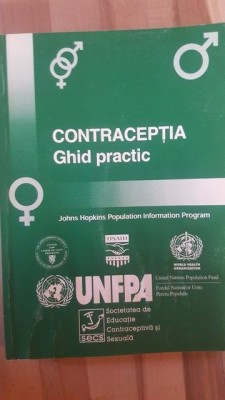 CONTRACEPȚIA
Ghid practic
Johns Hopkins Population Information Program
USAID
WORLD HEALTH
ORGANIZATION
UNFPA
United Nations Population Fund
Fondul Națiunilor Unite
Pentru Populație
secs
Societatea de
Educație
Contraceptivă și
Sexuală